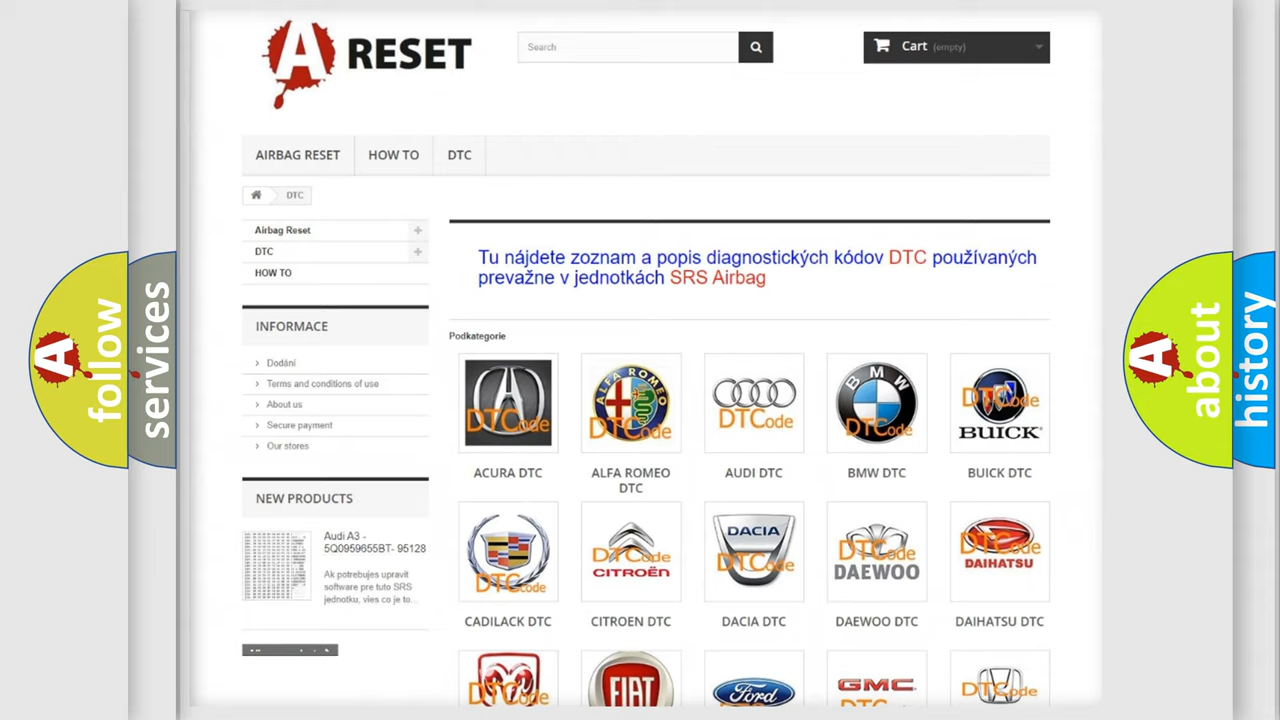 A RESET
Search
Cart (empty)
AIRBAG RESET
HOW TO
DTC
DTC
Airbag Reset
DTC
HOW TO
Tu nájdete zoznam a popis diagnostických kódov DTC používaných
prevažne v jednotkách SRS Airbag
INFORMACE
Dodání
Terms and conditions of use
About us
Secure payment
Our stores
NEW PRODUCTS
Audi A3 -
5Q0959655BT- 95128
Ak potrebujes upravit
software pre tuto SRS
jednotku, vies co je to...
Podkategorie
DTCode
ALFA ROMEO
DTCode
DTCode
BMW
DTCode
DTCode
BUICK
ACURA DTC
ALFA ROMEO
DTC
AUDI DTC
BMW DTC
BUICK DTC
DTCode
DTCode
CITROËN
DACIA
DTCode
DTCode
DAEWOO
DTCode
DAIHATSU
CADILACK DTC
CITROEN DTC
DACIA DTC
DAEWOO DTC
DAIHATSU DTC
DTCode
FIAT
Ford
GMC
DTCode
A follow
services
A about
history